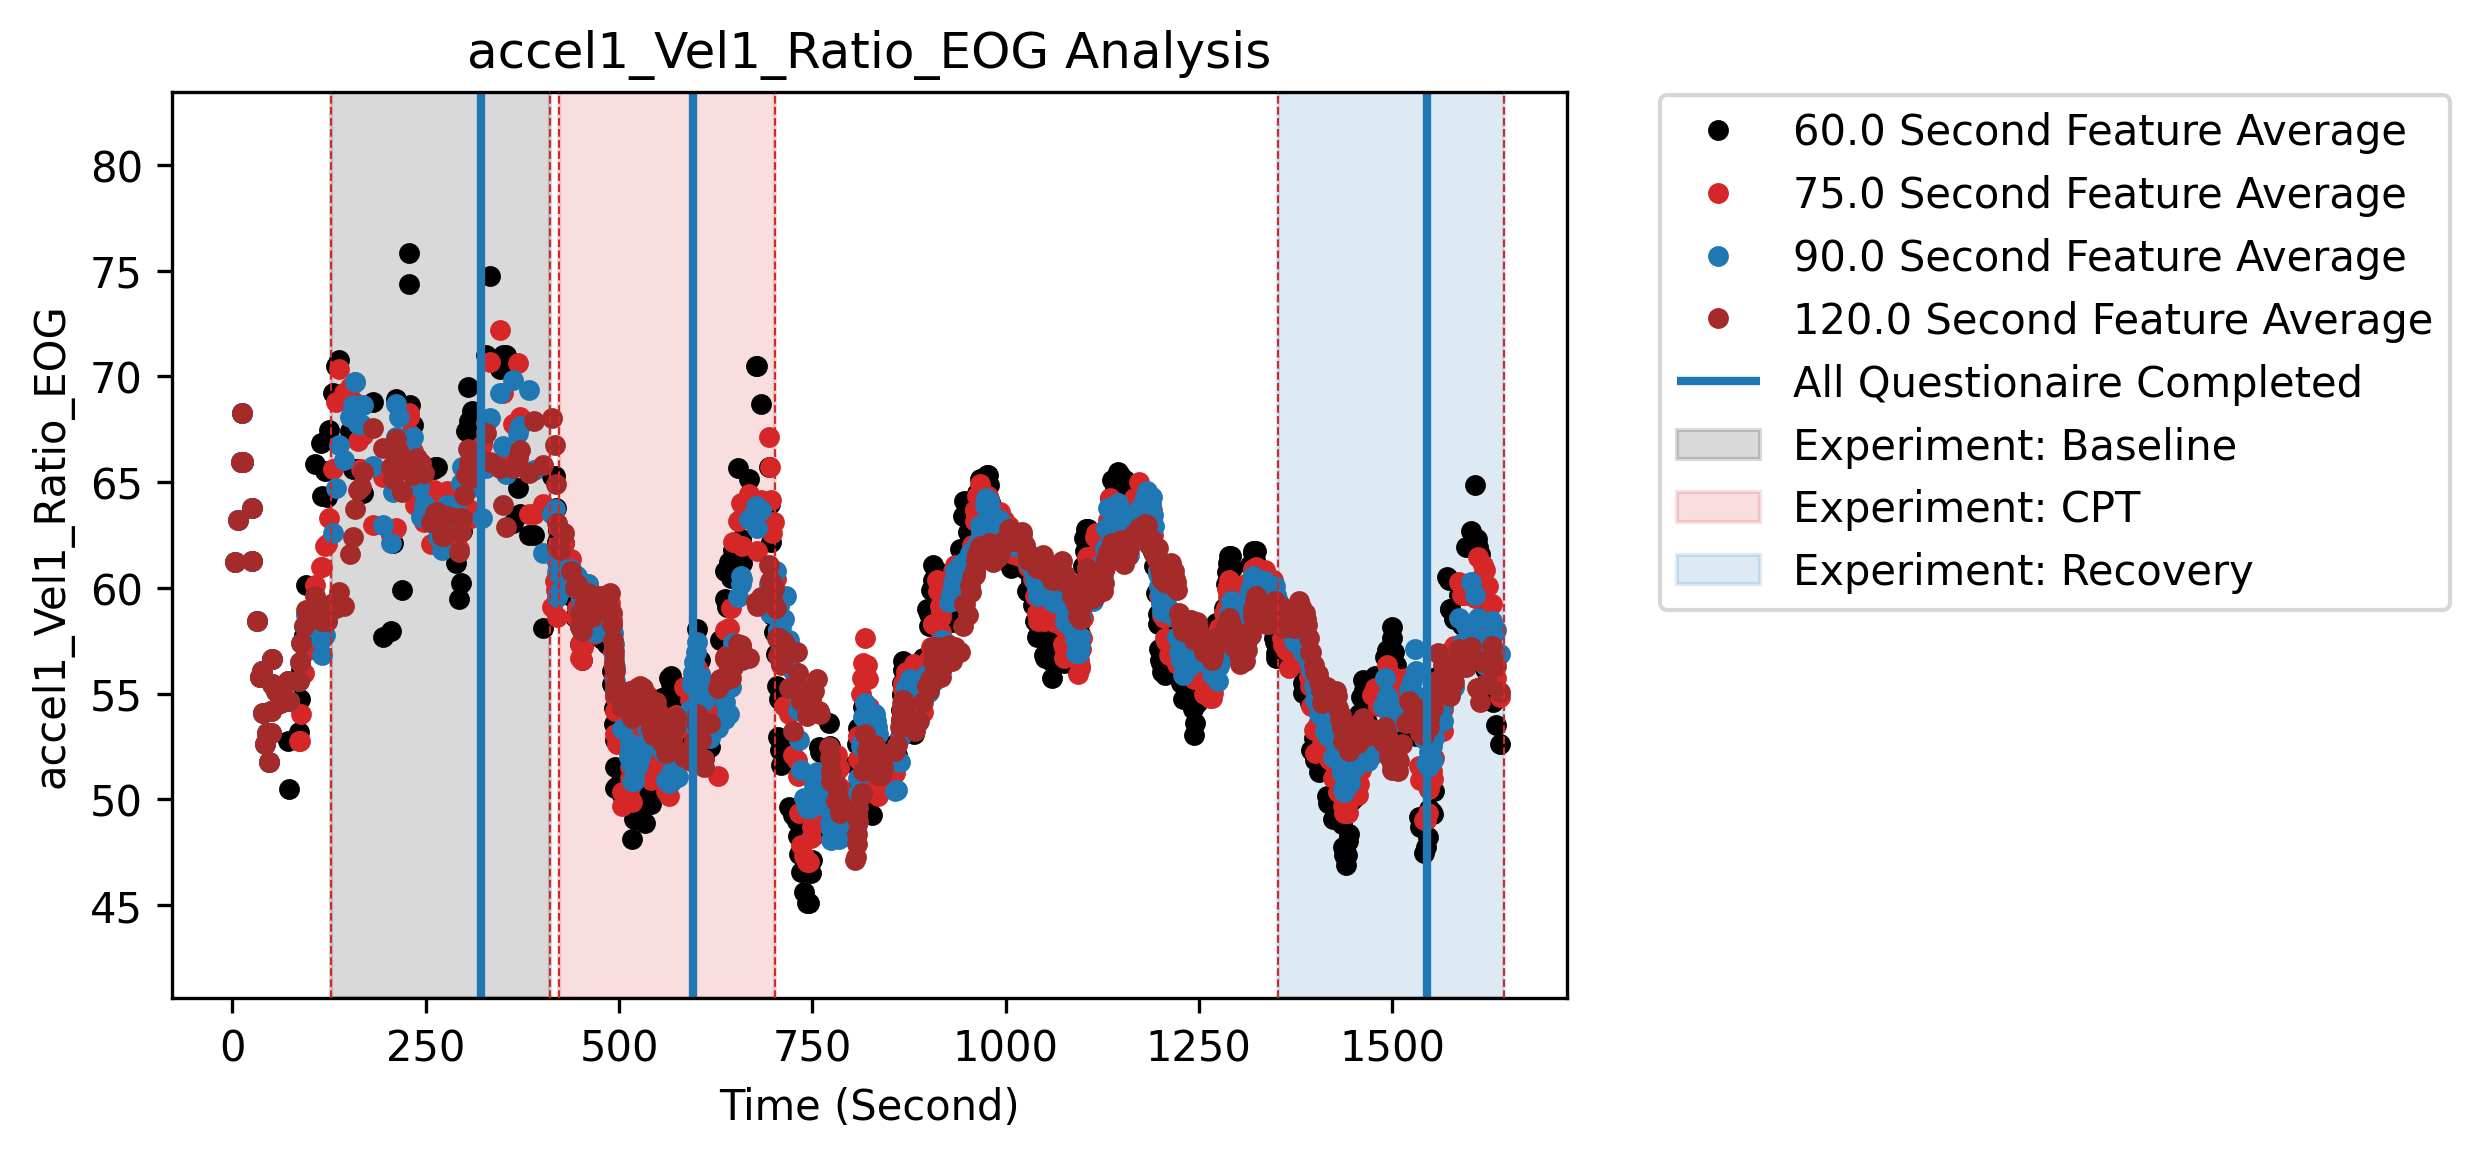 accel1_Vel1_Ratio_EOG Analysis
accel1_Vel1_Ratio_EOG
80
75
70
65
60
55
50
45
0 250 500 750 1000 1250 1500
Time (Second)
60.0 Second Feature Average
75.0 Second Feature Average
90.0 Second Feature Average
120.0 Second Feature Average
All Questionaire Completed
Experiment: Baseline
Experiment: CPT
Experiment: Recovery